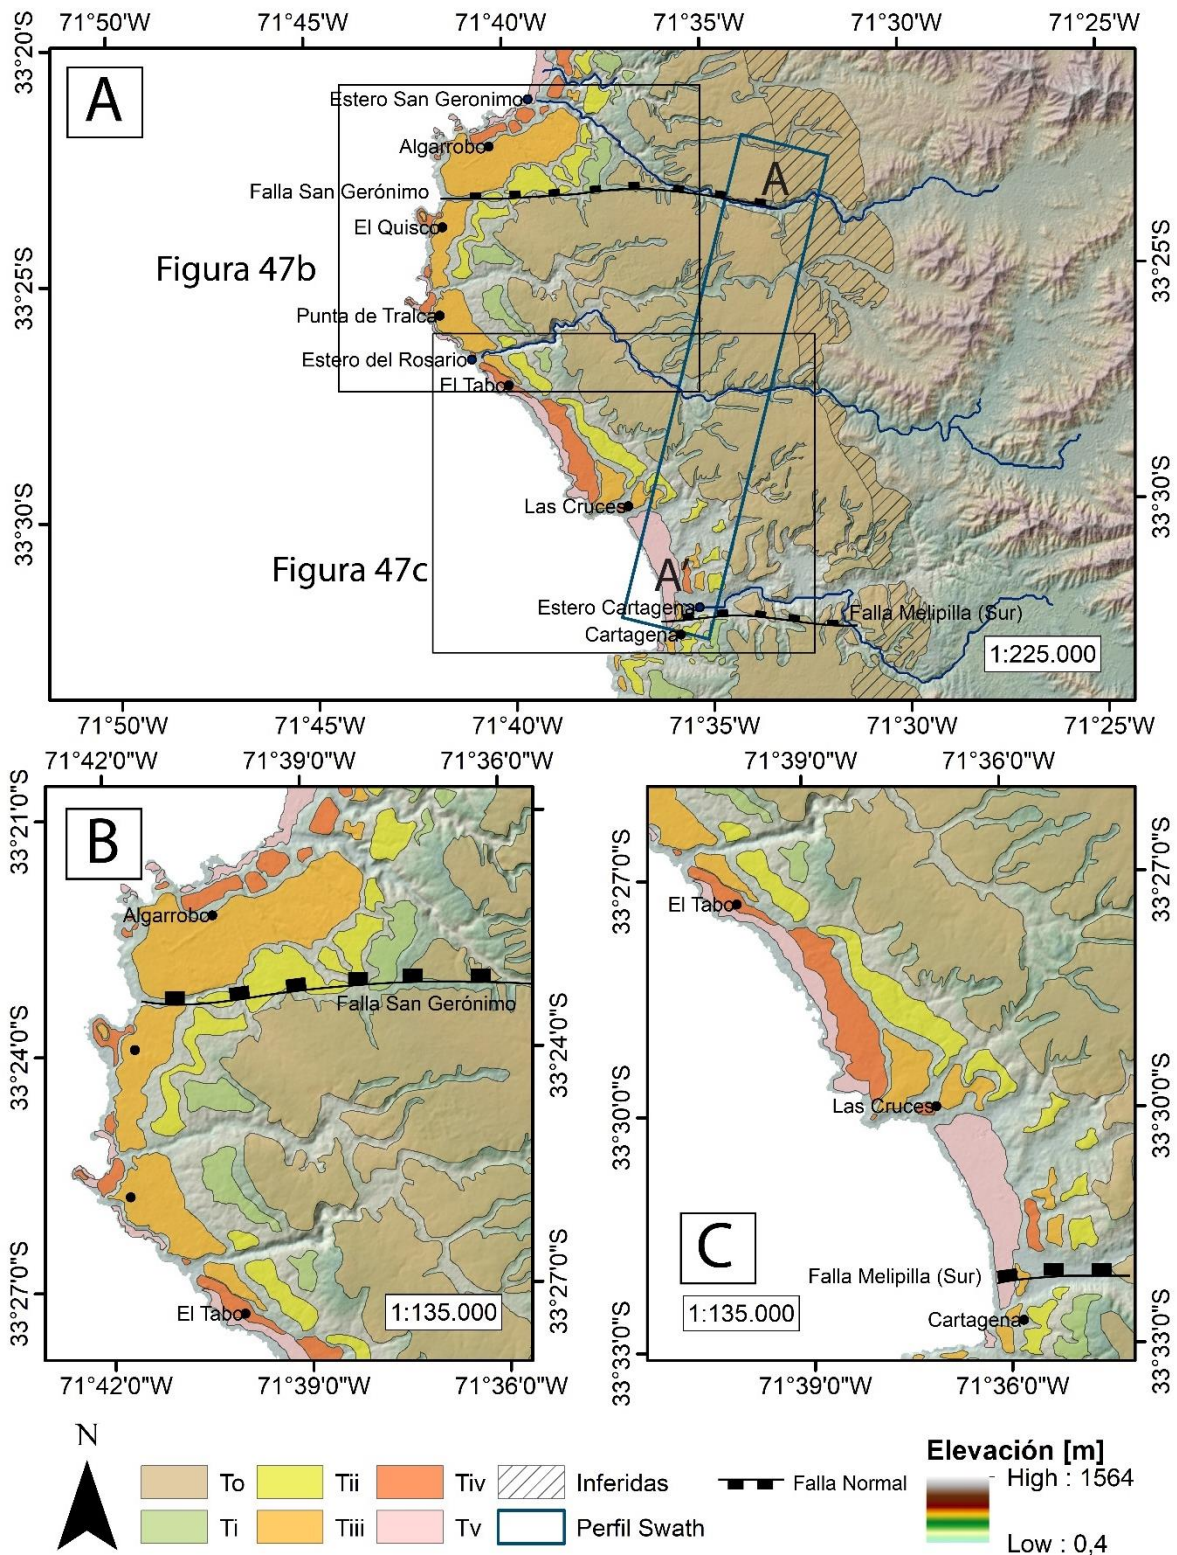 71°50'W 71°45'W 71°40'W 71°35'W 71°30'W 71°25'W
33°20'S
A
Estero San Geronimo
Algarrobo
Falla San Gerónimo
A
El Quisco
33°25'S
33°25'S
Figura 47b
Punta de Tralca
Estero del Rosario
El Tabo
33°30'S
33°30'S
Las Cruces
Figura 47c
A'
Estero Cartagena
Falla Melipilla (Sur)
Cartagena
1:225.000
71°50'W 71°45'W 71°40'W 71°35'W 71°30'W 71°25'W
71°42'0"W 71°39'0"W 71°36'0"W
33°21'0"S
B
Algarrobo
Falla San Gerónimo
33°24'0"S
33°24'0"S
33°27'0"S
33°27'0"S
El Tabo
1:135.000
71°42'0"W 71°39'0"W 71°36'0"W
71°39'0"W 71°36'0"W
33°27'0"S
33°27'0"S
El Tabo
33°30'0"S
33°30'0"S
Las Cruces
C
Falla Melipilla (Sur)
1:135.000
Cartagena
33°33'0"S
33°33'0"S
71°39'0"W 71°36'0"W
N
To Tii Tiv Inferidas Falla Normal
Ti Tiii Tv Perfil Swath
Elevación [m]
High : 1564
Low : 0,4